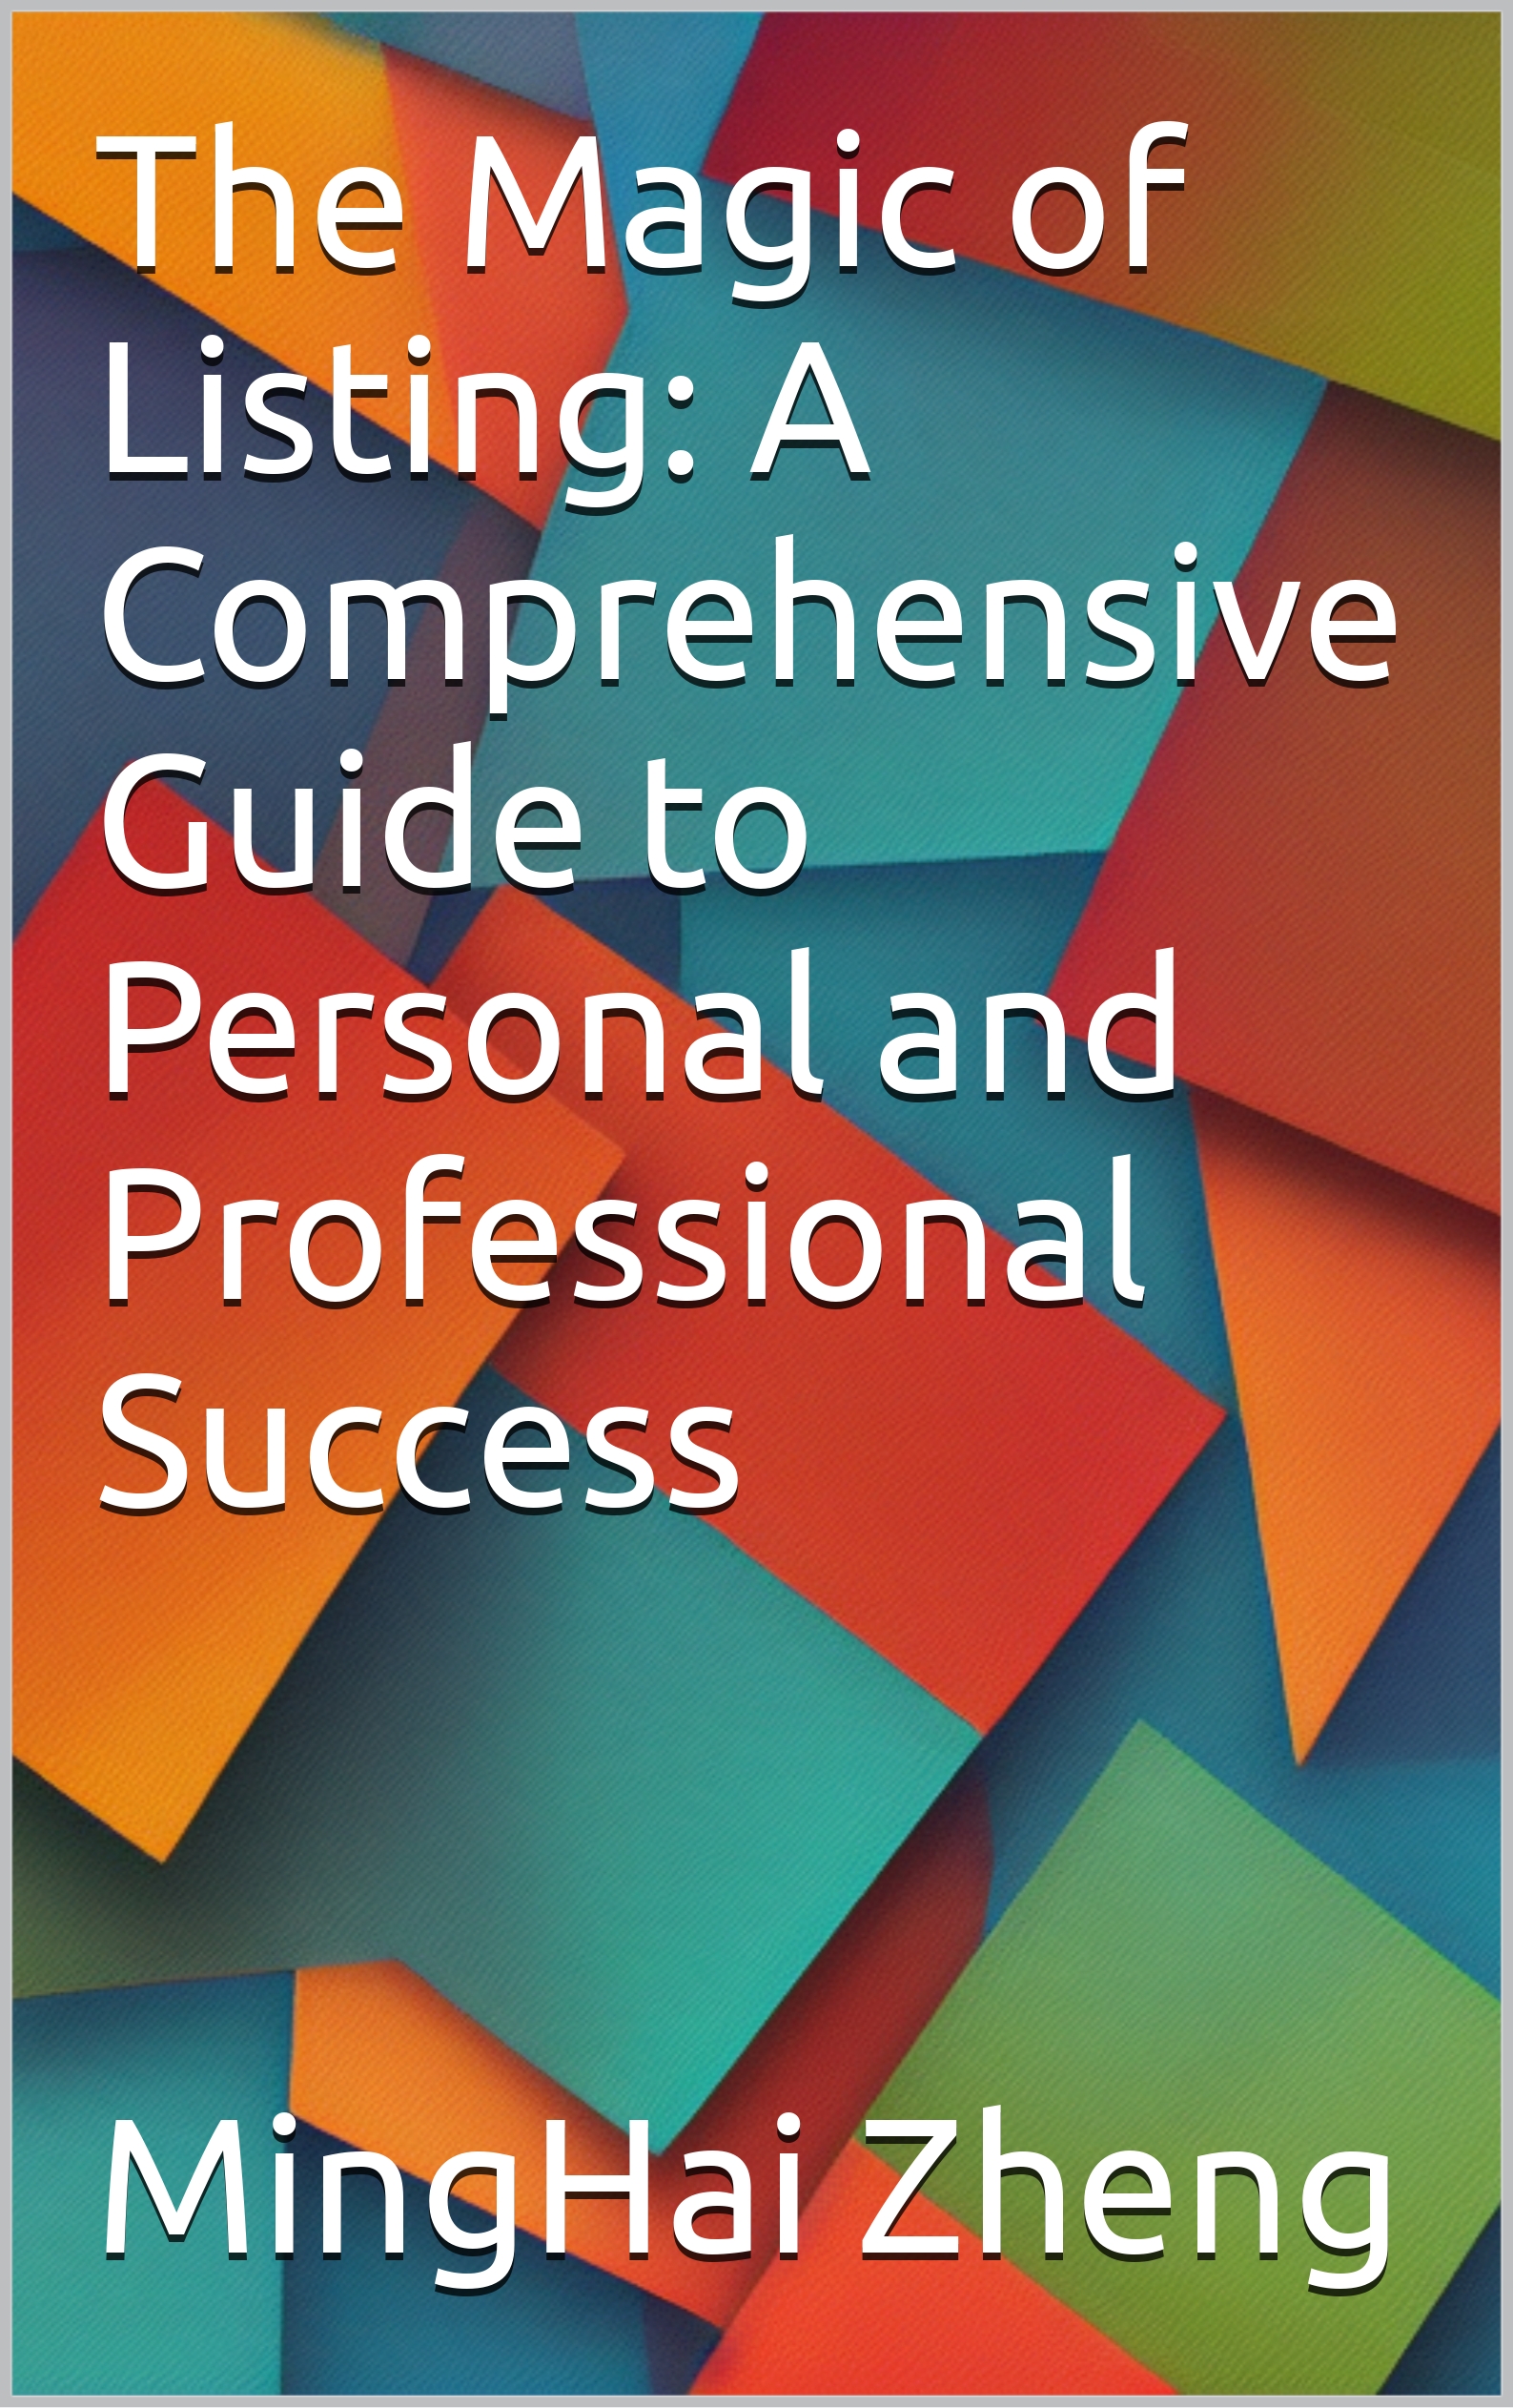 The Magic of
Listing: A
Comprehensive
Guide to
Personal and
Professional
Success
MingHai Zheng